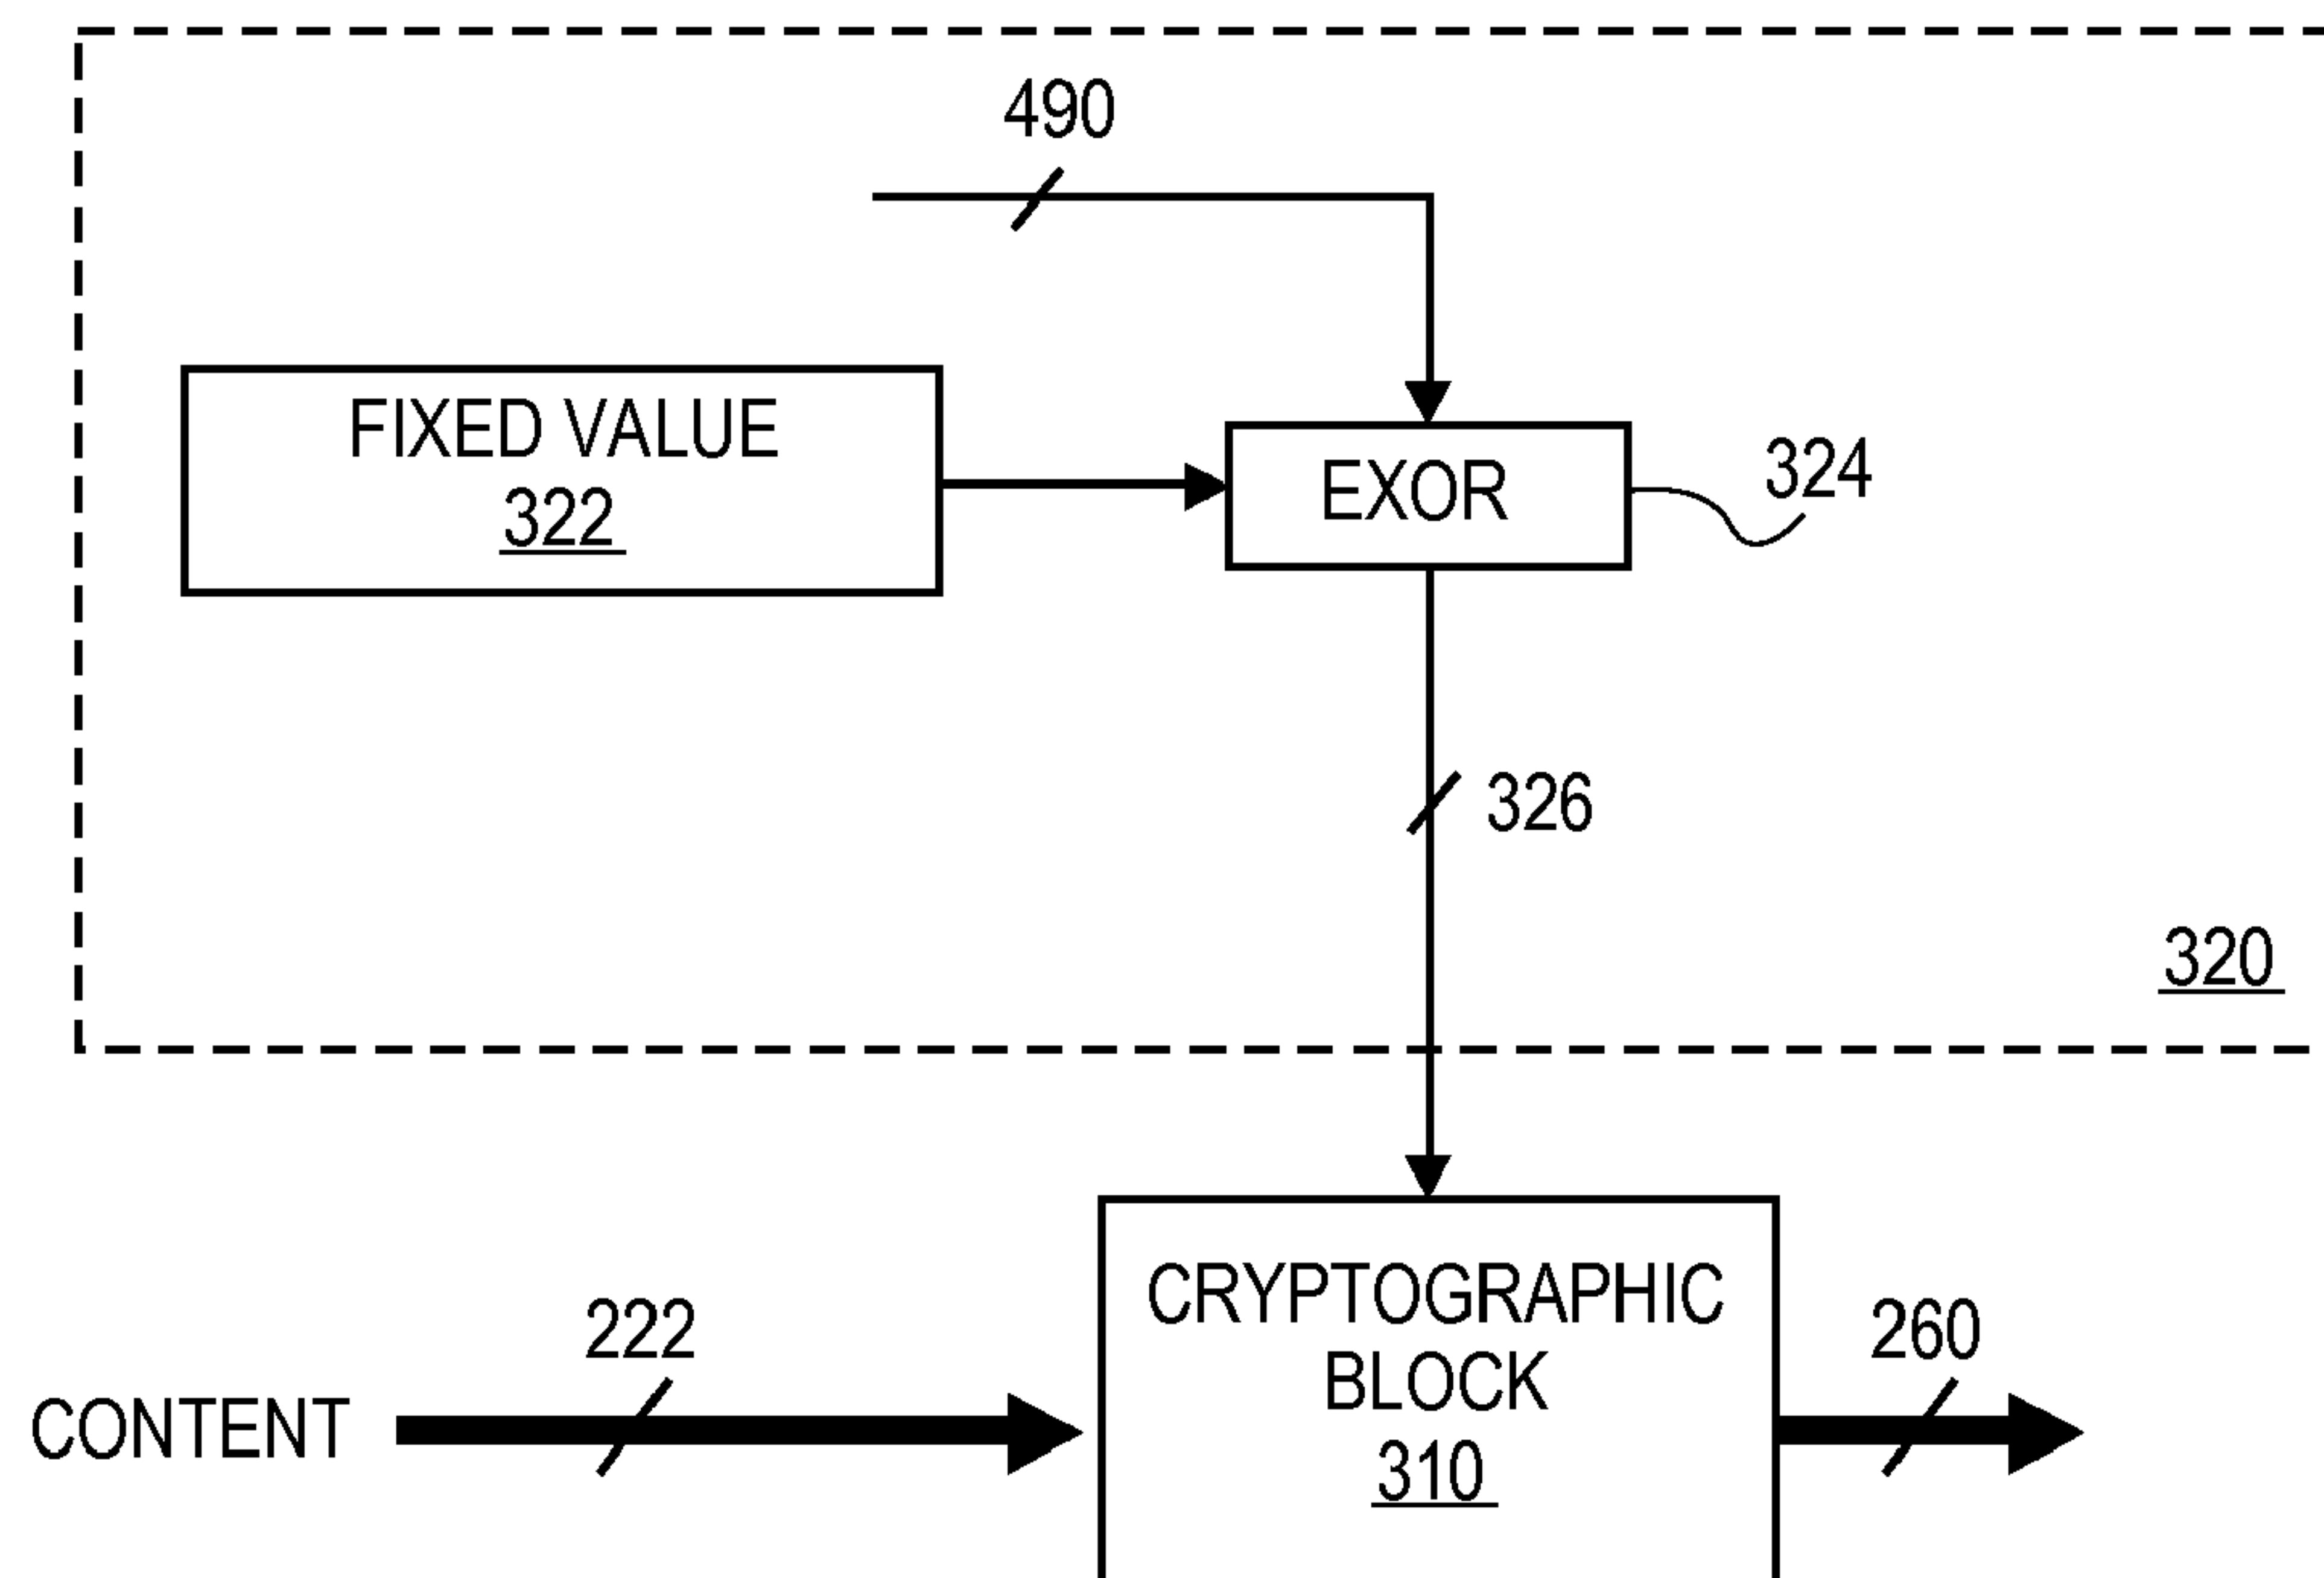 490
FIXED VALUE
322
EXOR
324
326
320
CONTENT
222
CRYPTOGRAPHIC
BLOCK
310
260